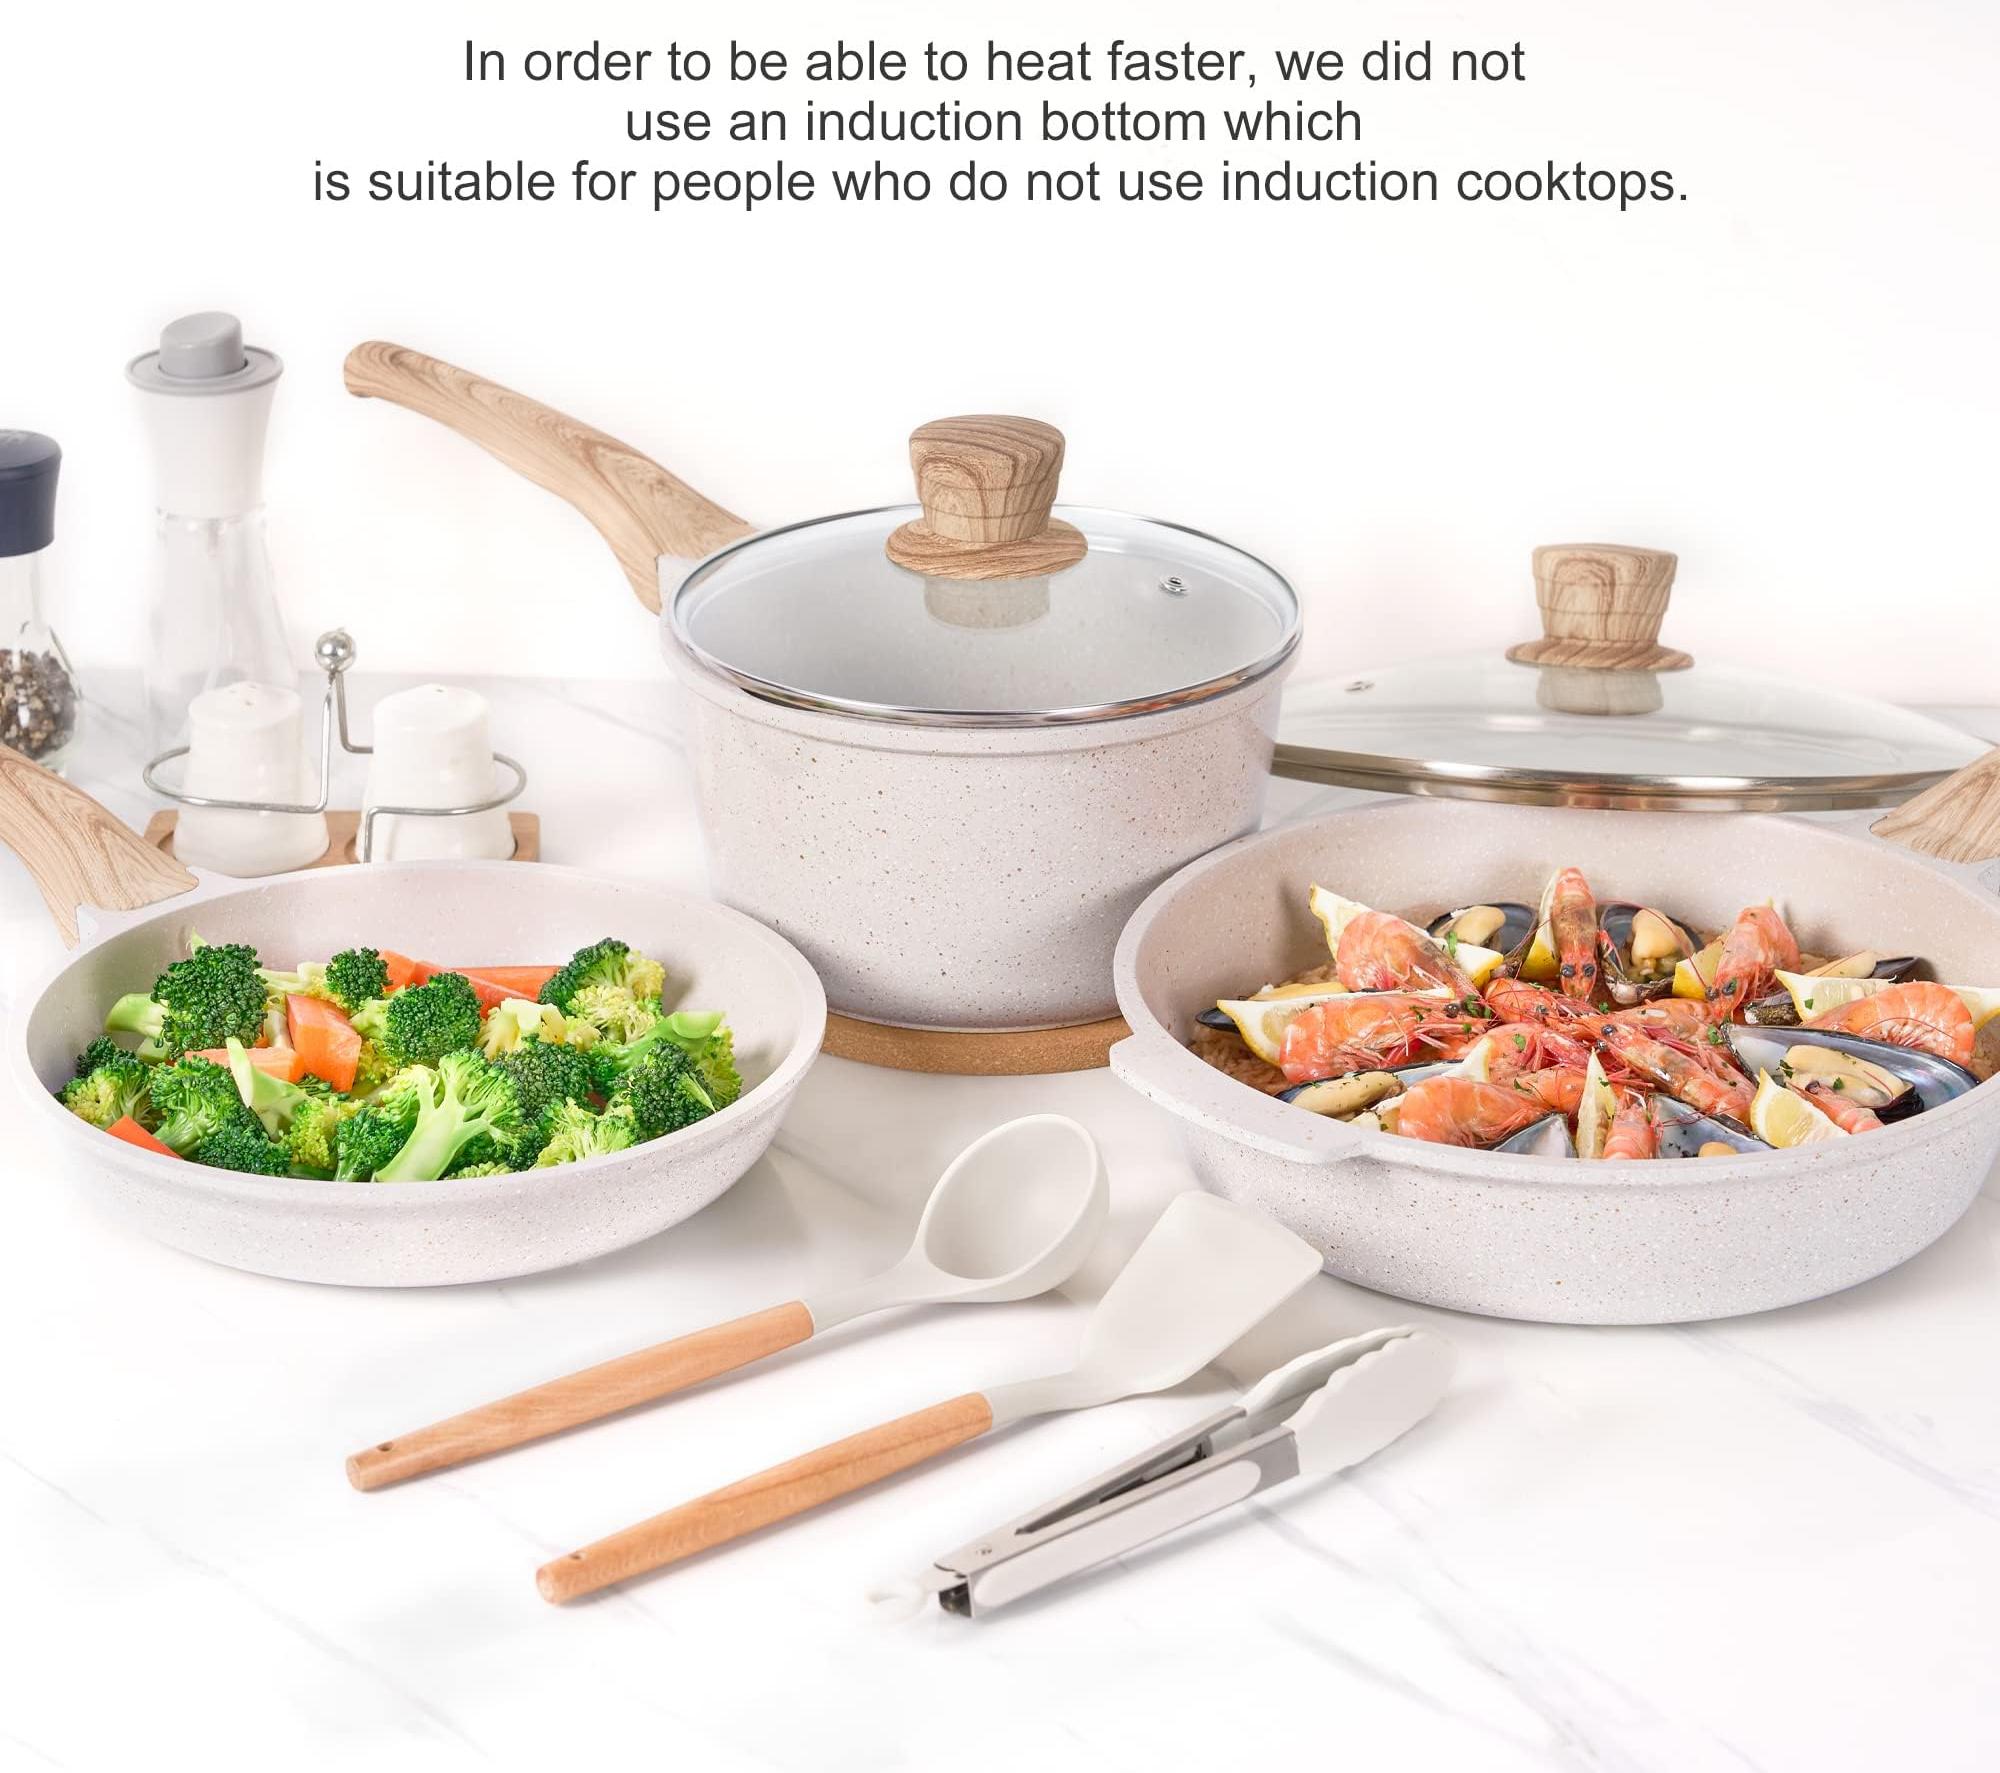 In order to be able to heat faster, we did not
use an induction bottom which
is suitable for people who do not use induction cooktops.